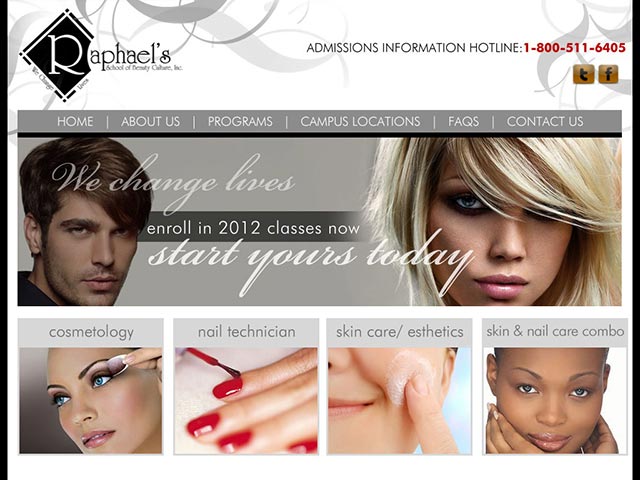 Raphael's
School of Beauty Culture, Inc.
We Change Lives
ADMISSIONS INFORMATION HOTLINE:1-800-511-6405
t f
HOME | ABOUT US | PROGRAMS | CAMPUS LOCATIONS | FAQS | CONTACT US
We change lives
enroll in 2012 classes now
start yours today
cosmetology
nail technician
skin care/ esthetics
skin & nail care combo